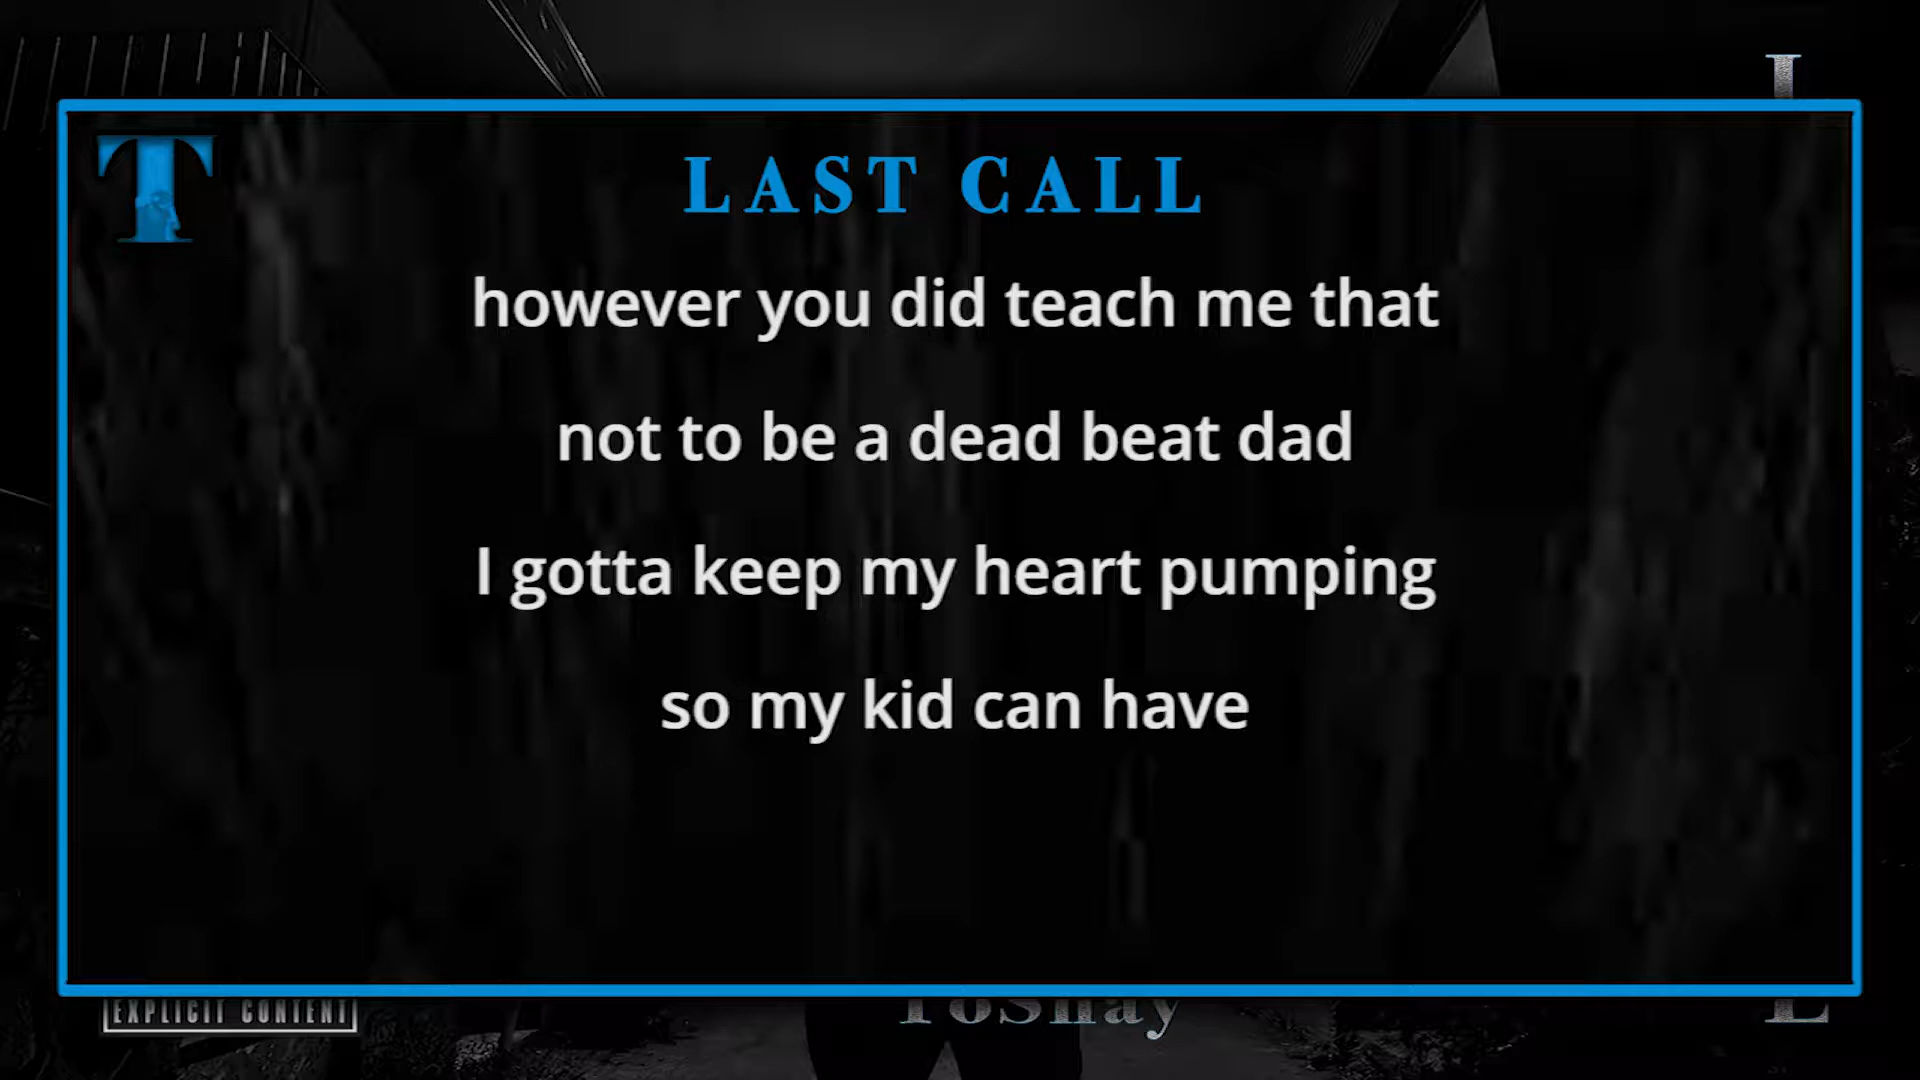 T
LAST CALL
however you did teach me that
not to be a dead beat dad
I gotta keep my heart pumping
so my kid can have
EXPLICIT CONTENT
ToShay